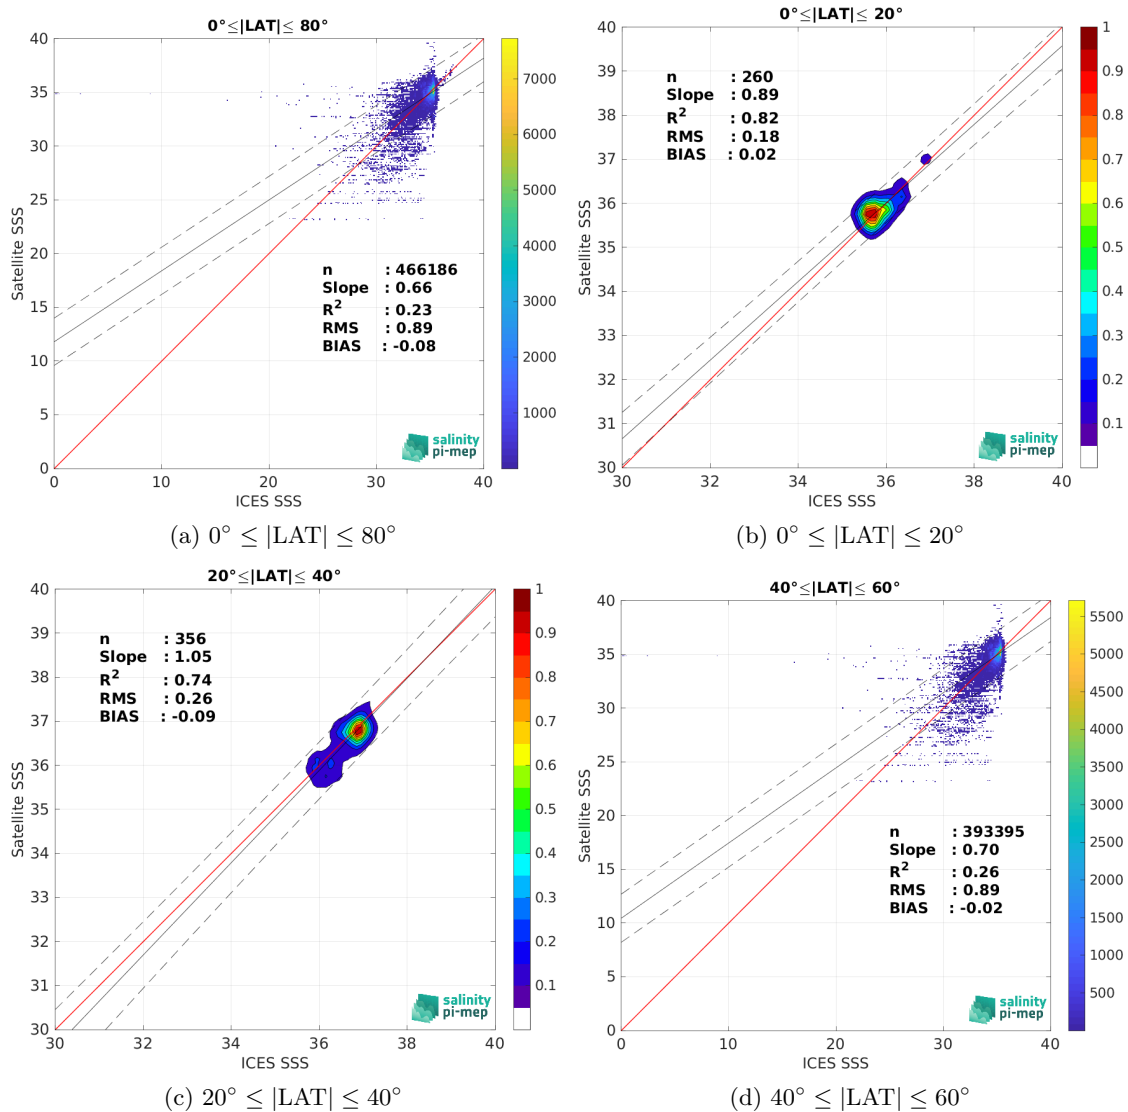 0°≤|LAT|≤ 80°
40
35
30
25
20
15
10
5
0
Satellite SSS
n : 466186
Slope : 0.66
R2 : 0.23
RMS : 0.89
BIAS : -0.08
salinity
pi-mep
0 10 20 30 40
ICES SSS
7000
6000
5000
4000
3000
2000
1000
(a) 0° ≤ |LAT| ≤ 80°
0°≤|LAT|≤ 20°
40
39
38
37
36
35
34
33
32
31
30
Satellite SSS
n : 260
Slope : 0.89
R2 : 0.82
RMS : 0.18
BIAS : 0.02
salinity
pi-mep
30 32 34 36 38 40
ICES SSS
1
0.9
0.8
0.7
0.6
0.5
0.4
0.3
0.2
0.1
(b) 0° ≤ |LAT| ≤ 20°
20°≤|LAT|≤ 40°
40
39
38
37
36
35
34
33
32
31
30
Satellite SSS
n : 356
Slope : 1.05
R2 : 0.74
RMS : 0.26
BIAS : -0.09
salinity
pi-mep
30 32 34 36 38 40
ICES SSS
1
0.9
0.8
0.7
0.6
0.5
0.4
0.3
0.2
0.1
(c) 20° ≤ |LAT| ≤ 40°
40°≤|LAT|≤ 60°
40
35
30
25
20
15
10
5
0
Satellite SSS
n : 393395
Slope : 0.70
R2 : 0.26
RMS : 0.89
BIAS : -0.02
salinity
pi-mep
0 10 20 30 40
ICES SSS
5500
5000
4500
4000
3500
3000
2500
2000
1500
1000
500
(d) 40° ≤ |LAT| ≤ 60°